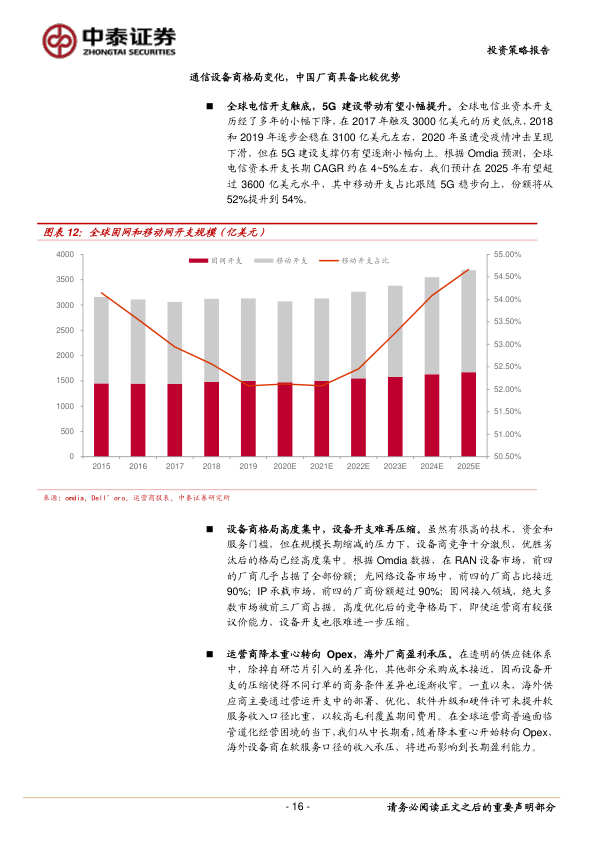 中泰证券
ZHONGTAI SECURITIES
投资策略报告
通信设备商格局变化，中国厂商具备比较优势
■ 全球电信开支触底，5G 建设带动有望小幅提升。全球电信业资本开支
历经了多年的小幅下降，在 2017 年触及 3000 亿美元的历史低点，2018
和 2019 年逐步企稳在 3100 亿美元左右，2020 年虽遭受疫情冲击呈现
下滑，但在 5G 建设支撑仍有望逐渐小幅向上。根据 Omdia 预测，全球
电信资本开支长期 CAGR 约在 4~5%左右，我们预计在 2025 年有望超
过 3600 亿美元水平，其中移动开支占比跟随 5G 稳步向上，份额将从
52%提升到 54%。
图表 12：全球固网和移动网开支规模（亿美元）
固网开支 移动开支 移动开支占比
4000 55.00%
3500 54.50%
3000 54.00%
2500 53.50%
2000 53.00%
1500 52.50%
1000 52.00%
500 51.50%
0 51.00%
50.50%
2015 2016 2017 2018 2019 2020E 2021E 2022E 2023E 2024E 2025E
来源：omdia，Dell' oro，运营商报表，中泰证券研究所
■ 设备商格局高度集中，设备开支难再压缩。虽然有很高的技术、资金和
服务门槛，但在规模长期缩减的压力下，设备商竞争十分激烈，优胜劣
汰后的格局已经高度集中。根据 Omdia 数据，在 RAN 设备市场，前四
的厂商几乎占据了全部份额；光网络设备市场中，前四的厂商占比接近
90%；IP 承载市场，前四的厂商份额超过 90%；固网接入领域，绝大多
数市场被前三厂商占据。高度优化后的竞争格局下，即使运营商有较强
议价能力，设备开支也很难进一步压缩。
■ 运营商降本重心转向 Opex，海外厂商盈利承压。在透明的供应链体系
中，除掉自研芯片引入的差异化，其他部分采购成本接近，因而设备开
支的压缩使得不同订单的商务条件差异也逐渐收窄。一直以来，海外供
应商主要通过营运开支中的部署、优化、软件升级和硬件许可来提升软
服务收入口径比重，以较高毛利覆盖期间费用。在全球运营商普遍面临
管道化经营困境的当下，我们从中长期看，随着降本重心开始转向 Opex，
海外设备商在软服务口径的收入承压，将进而影响到长期盈利能力。
- 16 -
请务必阅读正文之后的重要声明部分